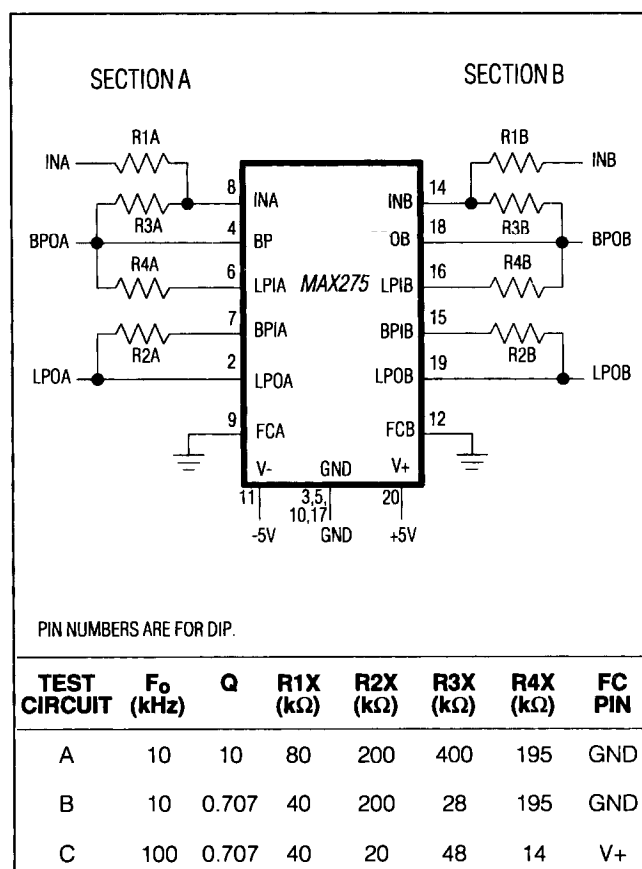 SECTION A SECTION B
R1A R1B
INA INB
8 INA INB 14
R3A R3B
4 BP OB 18
BPOA BPOB
R4A R4B
6 LPIA MAX275 LPIB 16
7 BPIA BPIB 15
R2A R2B
2 LPOA LPOB 19
LPOA LPOB
9 FCA FCB 12
V- GND V+
11 3,5, 20
10,17
-5V GND +5V
PIN NUMBERS ARE FOR DIP.
TEST CIRCUIT Fo (kHz) Q R1X (kΩ) R2X (kΩ) R3X (kΩ) R4X (kΩ) FC PIN
A 10 10 80 200 400 195 GND
B 10 0.707 40 200 28 195 GND
C 100 0.707 40 20 48 14 V+